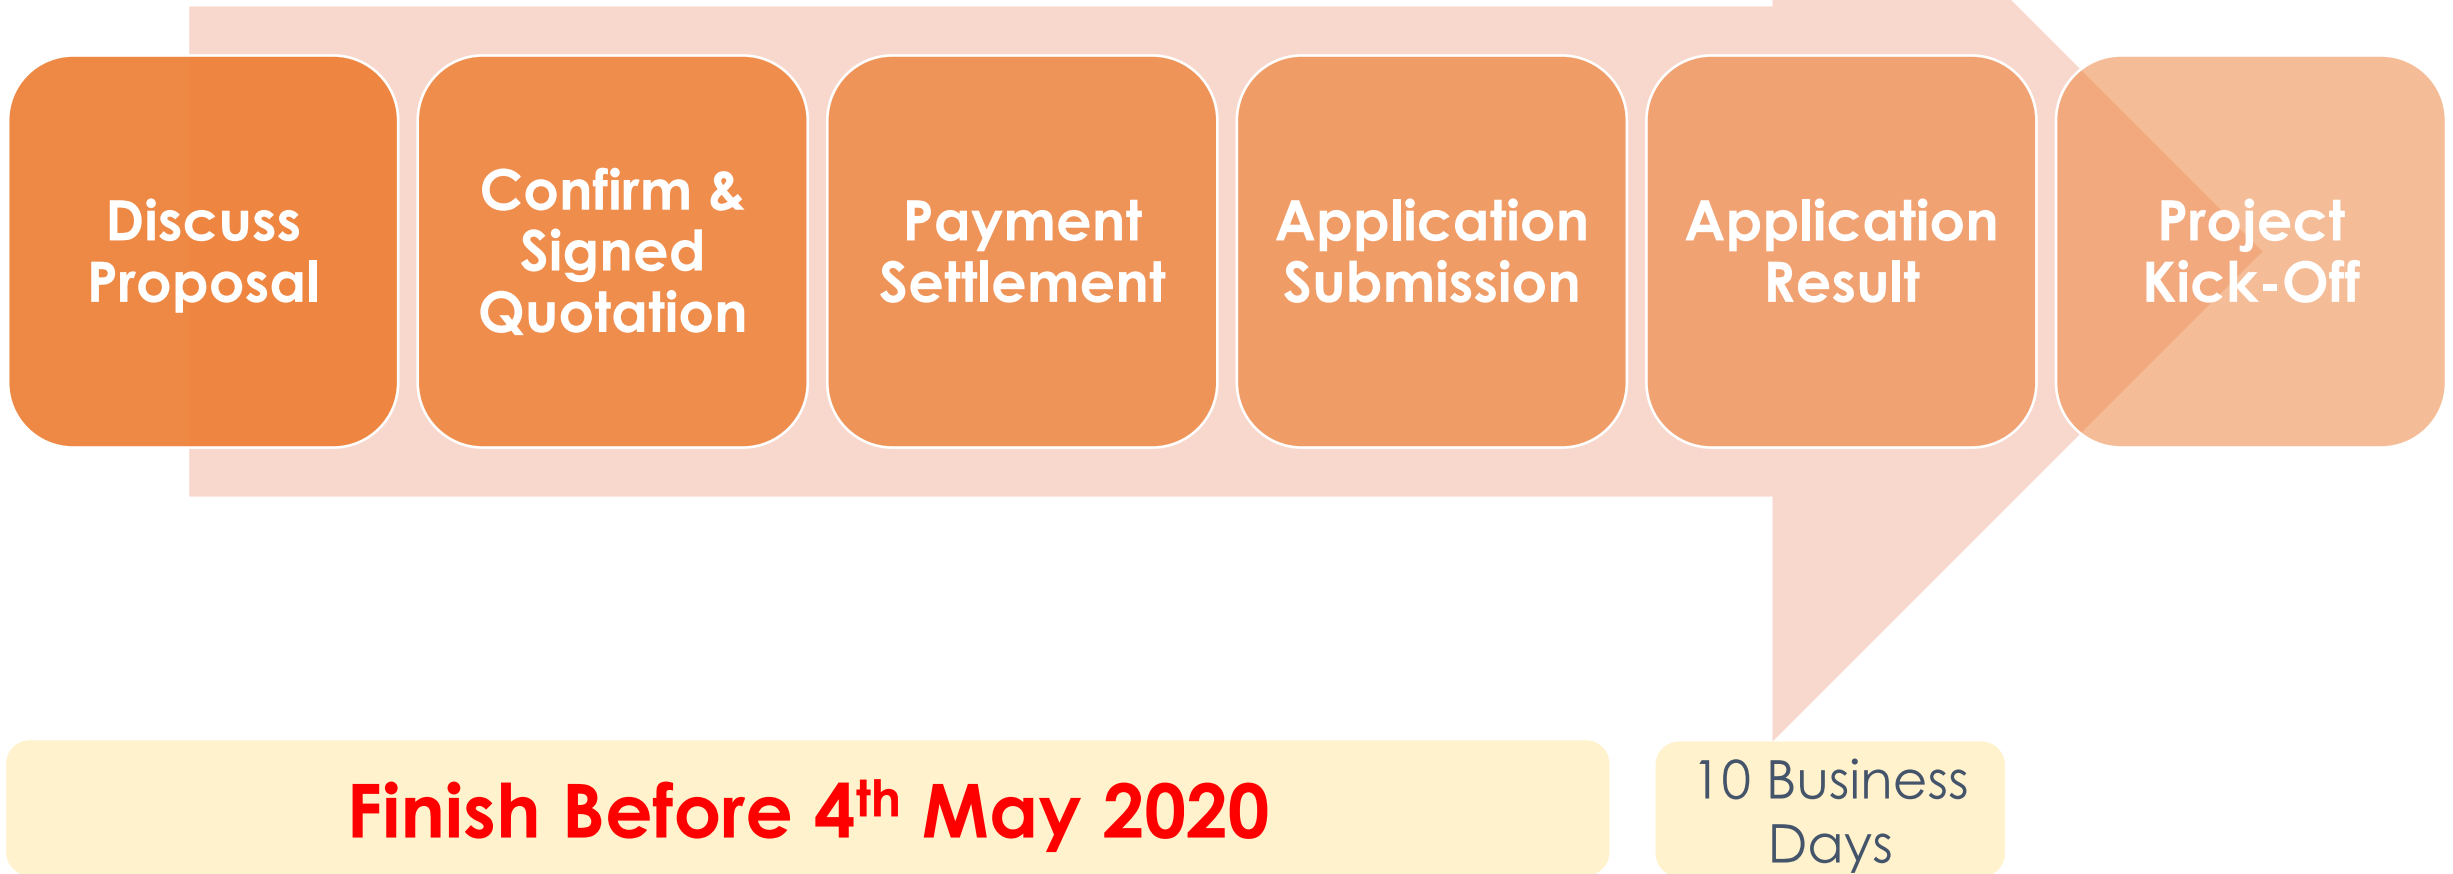 Discuss
Proposal
Confirm &
Signed
Quotation
Payment
Settlement
Application
Submission
Application
Result
Project
Kick-Off
Finish Before 4th May 2020
10 Business
Days